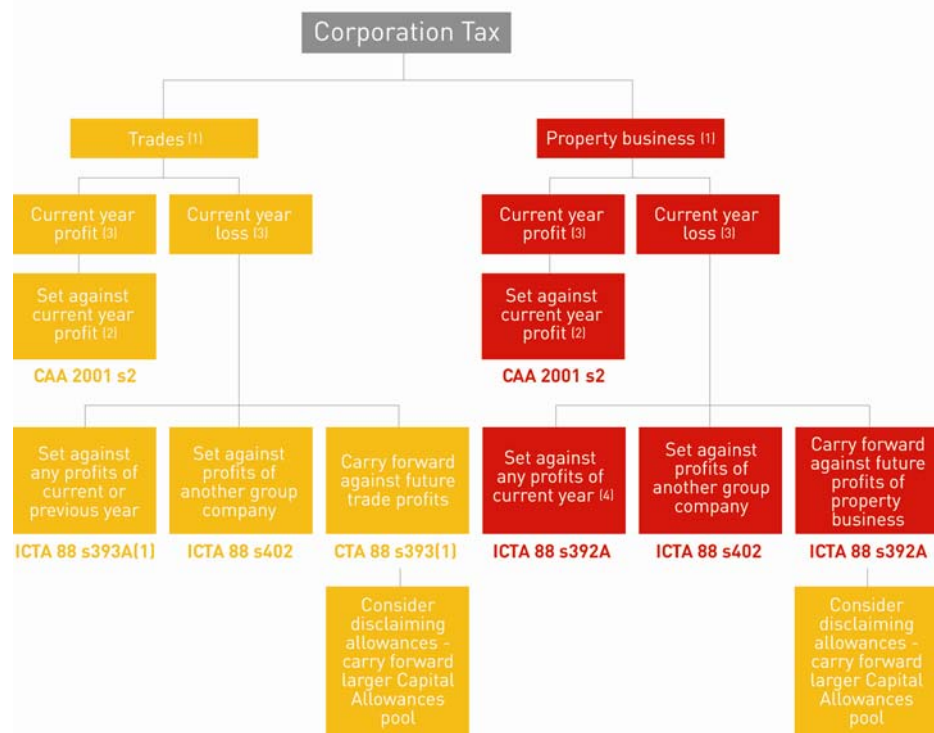 Corporation Tax
Trades (1)
Property business (1)
Current year
profit (3)
Current year
loss (3)
Current year
profit (3)
Current year
loss (3)
Set against
current year
profit (2)
Set against
current year
profit (2)
CAA 2001 s2
CAA 2001 s2
Set against
any profits of
current or
previous year
Set against
profits of
another group
company
Carry forward
against future
trade profits
Set against
any profits of
current year (4)
Set against
profits of
another group
company
Carry forward
against future
profits of
property
business
ICTA 88 s393A(1)
ICTA 88 s402
CTA 88 s393(1)
ICTA 88 s392A
ICTA 88 s402
ICTA 88 s392A
Consider
disclaiming
allowances -
carry forward
larger Capital
Allowances
pool
Consider
disclaiming
allowances -
carry forward
larger Capital
Allowances
pool